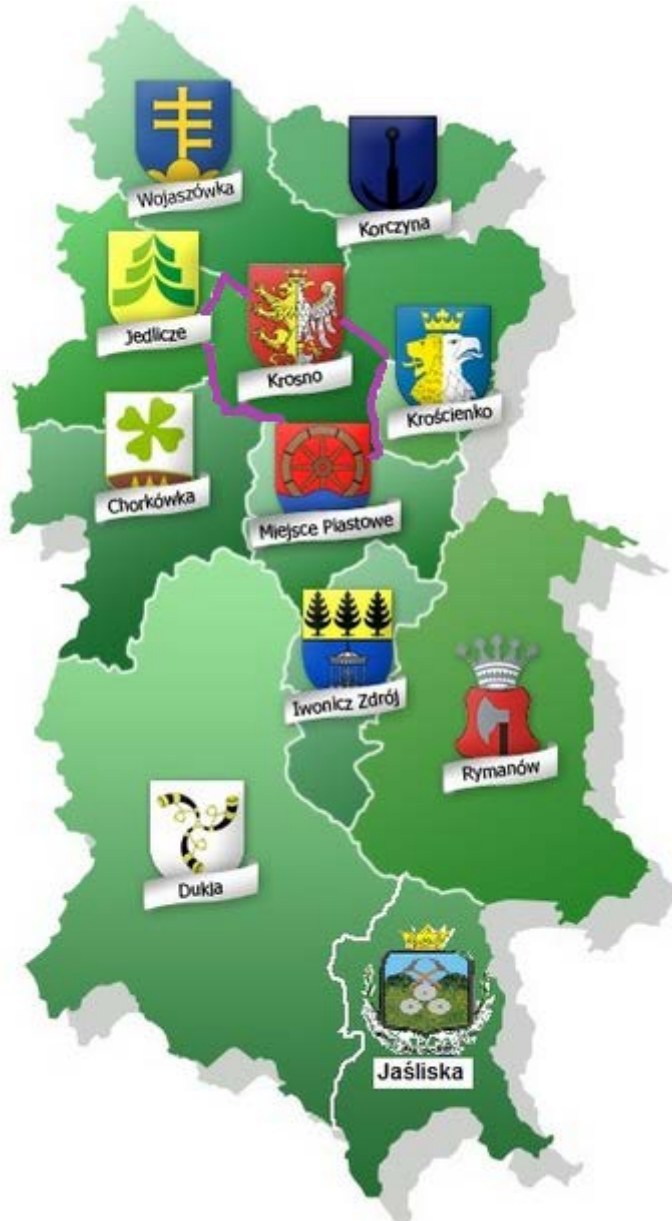 Wojaszówka
Korczyna
Jedlicze
Krosno
Krościenko
Chorkówka
Miejsce Piastowe
Iwonicz Zdrój
Rymanów
Dukla
Jaśliska